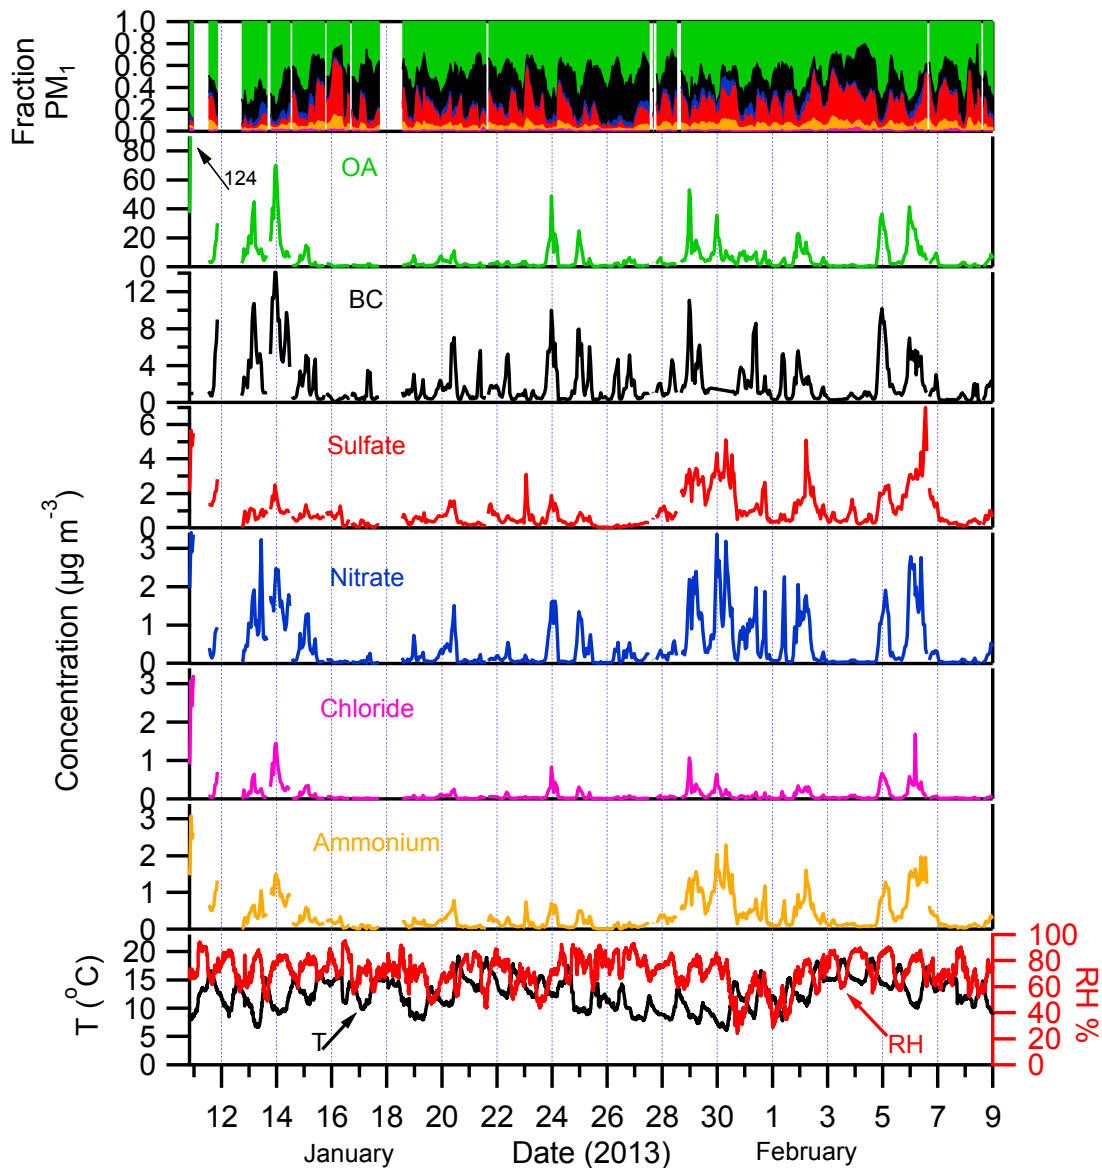 Fraction
PM1
1.0
0.8
0.6
0.4
0.2
0.0
80
60
40
20
0
124
OA
12
8
4
0
BC
6
4
2
0
Sulfate
3
2
1
0
Nitrate
3
2
1
0
Chloride
3
2
1
0
Ammonium
Concentration (µg m-3)
20
15
10
5
0
T (oC)
T
RH
100
80
60
40
20
0
RH %
12 14 16 18 20 22 24 26 28 30 1 3 5 7 9
January Date (2013) February